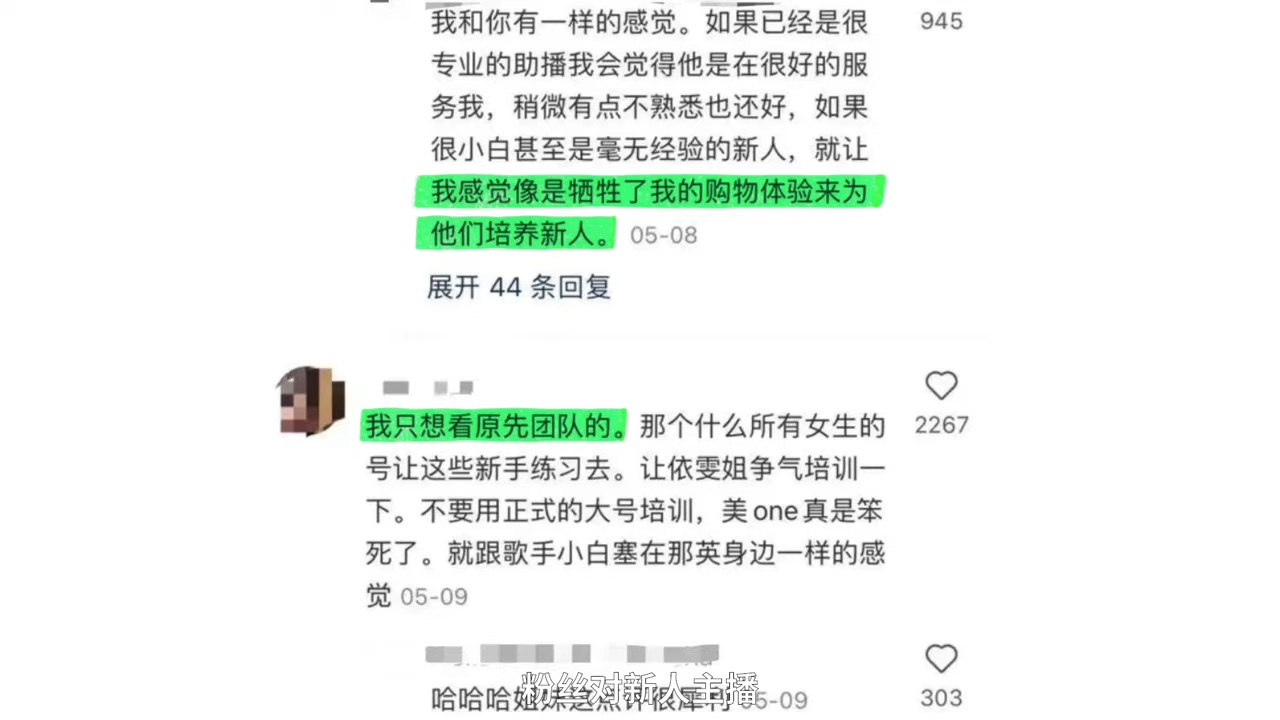 我和你有一样的感觉。如果已经是很
945
专业的助播我会觉得他是在很好的服
务我，稍微有点不熟悉也还好，如果
很小白甚至是毫无经验的新人，就让
我感觉像是牺牲了我的购物体验来为
他们培养新人。 05-08
展开 44 条回复
我只想看原先团队的。那个什么所有女生的
2267
号让这些新手练习去。让依雯姐争气培训一
下。不要用正式的大号培训，美one真是笨
死了。就跟歌手小白塞在那英身边一样的感
觉 05-09
哈哈哈 05-09
303
粉丝对新人主播